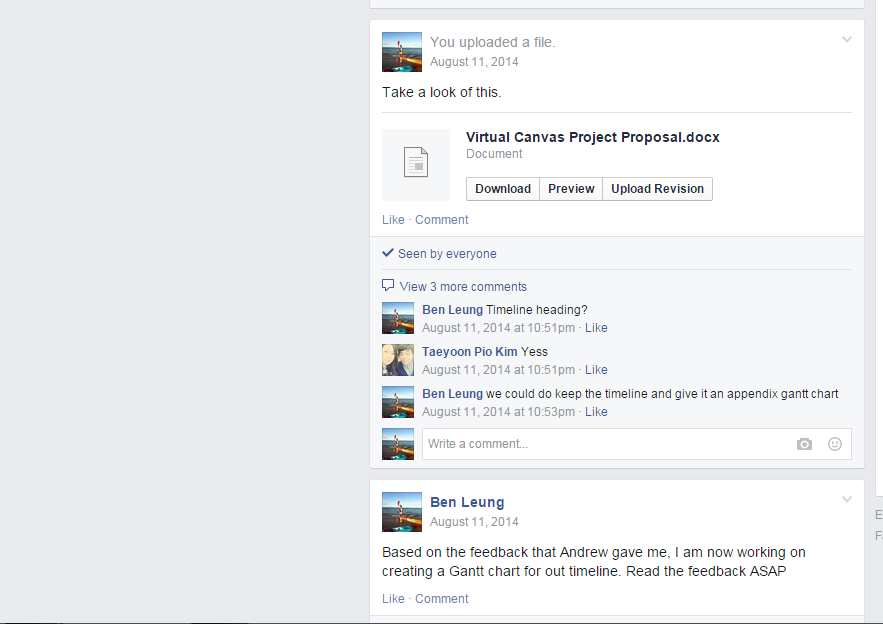 You uploaded a file.
August 11, 2014
Take a look of this.
Virtual Canvas Project Proposal.docx
Document
Download Preview Upload Revision
Like · Comment
Seen by everyone
View 3 more comments
Ben Leung Timeline heading?
August 11, 2014 at 10:51pm · Like
Taeyoon Pio Kim Yess
August 11, 2014 at 10:51pm · Like
Ben Leung we could do keep the timeline and give it an appendix gantt chart
August 11, 2014 at 10:53pm · Like
Write a comment...
Ben Leung
August 11, 2014
Based on the feedback that Andrew gave me, I am now working on
creating a Gantt chart for out timeline. Read the feedback ASAP
Like · Comment